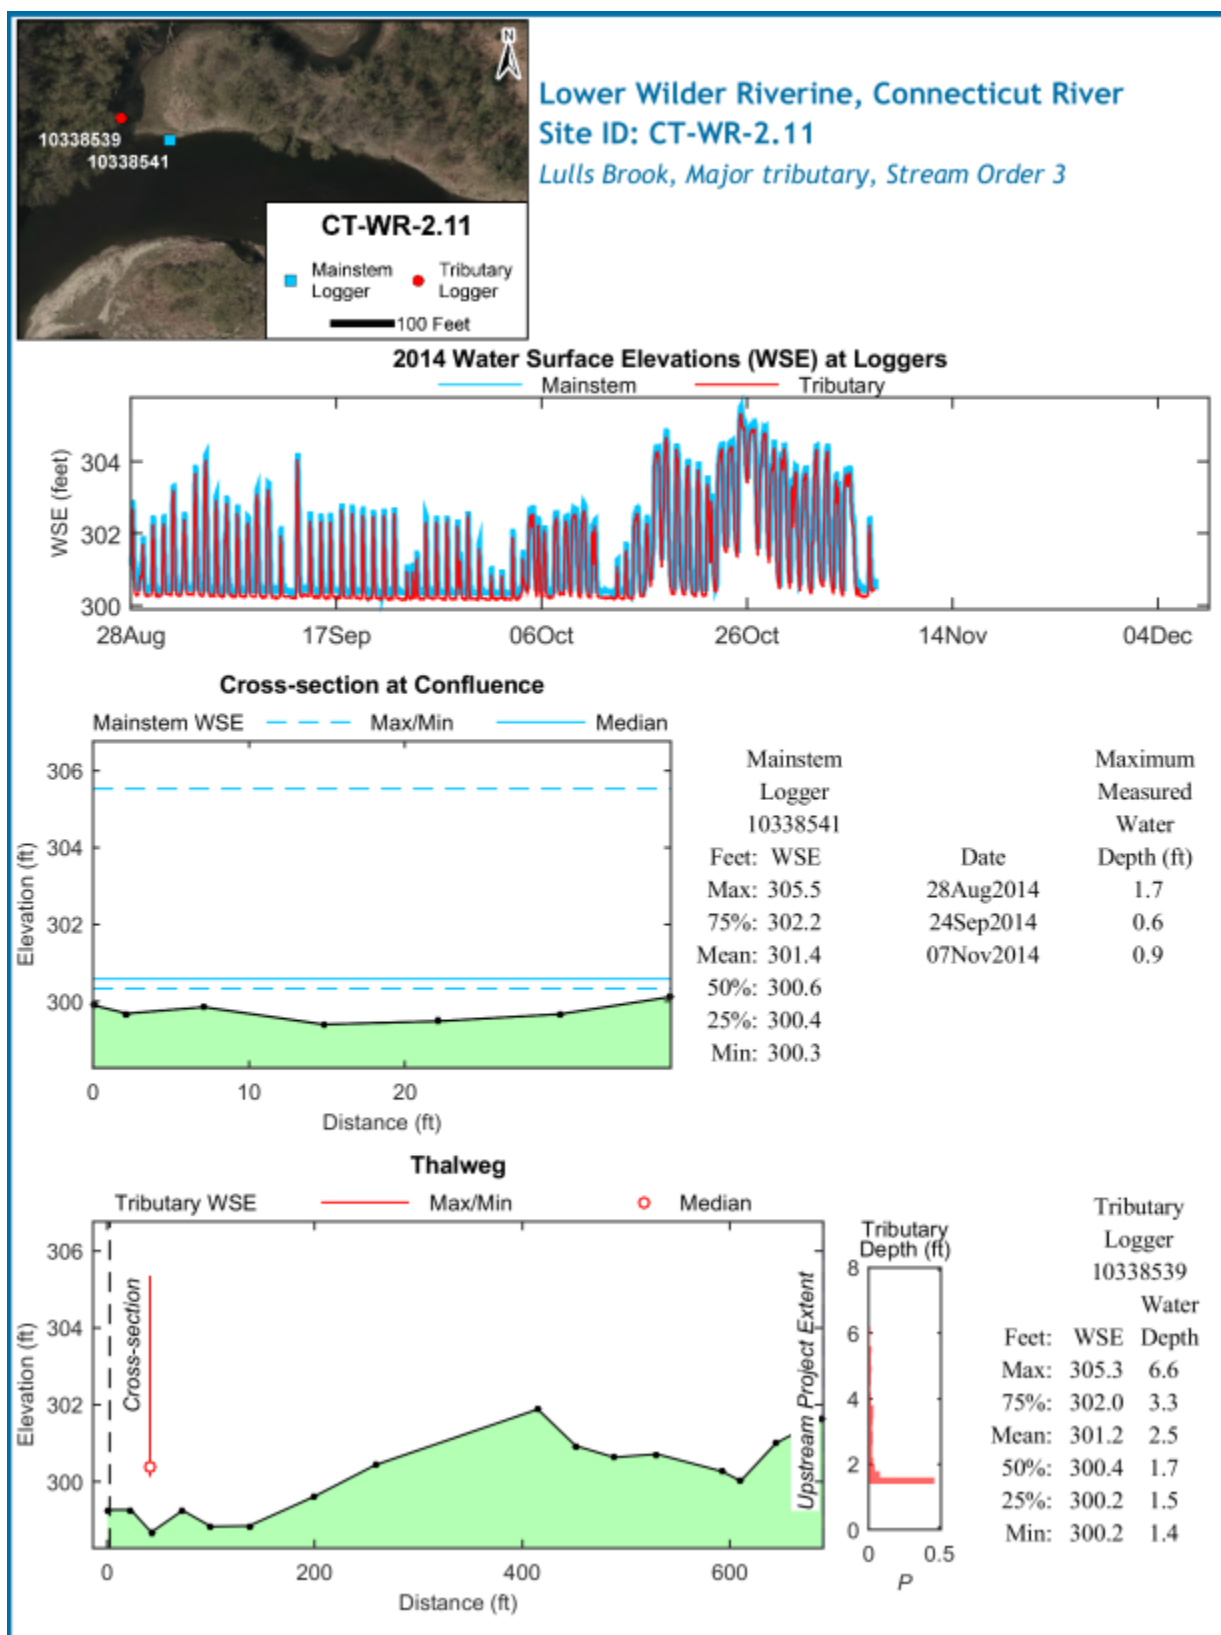 N
10338539
10338541
CT-WR-2.11
Mainstem Logger
Tributary Logger
100 Feet
Lower Wilder Riverine, Connecticut River
Site ID: CT-WR-2.11
Lulls Brook, Major tributary, Stream Order 3
2014 Water Surface Elevations (WSE) at Loggers
Mainstem Tributary
WSE (feet)
304
302
300
28Aug 17Sep 06Oct 26Oct 14Nov 04Dec
Cross-section at Confluence
Mainstem WSE Max/Min Median
Elevation (ft)
306
304
302
300
0 10 20
Distance (ft)
Mainstem
Logger
10338541
Feet: WSE
Max: 305.5
75%: 302.2
Mean: 301.4
50%: 300.6
25%: 300.4
Min: 300.3
Maximum
Measured
Water
Date Depth (ft)
28Aug2014 1.7
24Sep2014 0.6
07Nov2014 0.9
Thalweg
Tributary WSE Max/Min Median
Elevation (ft)
306
304
302
300
Cross-section
Upstream Project Extent
0 200 400 600
Distance (ft)
Tributary
Depth (ft)
8
6
4
2
0
0 0.5
P
Tributary
Logger
10338539
Water
Feet: WSE Depth
Max: 305.3 6.6
75%: 302.0 3.3
Mean: 301.2 2.5
50%: 300.4 1.7
25%: 300.2 1.5
Min: 300.2 1.4